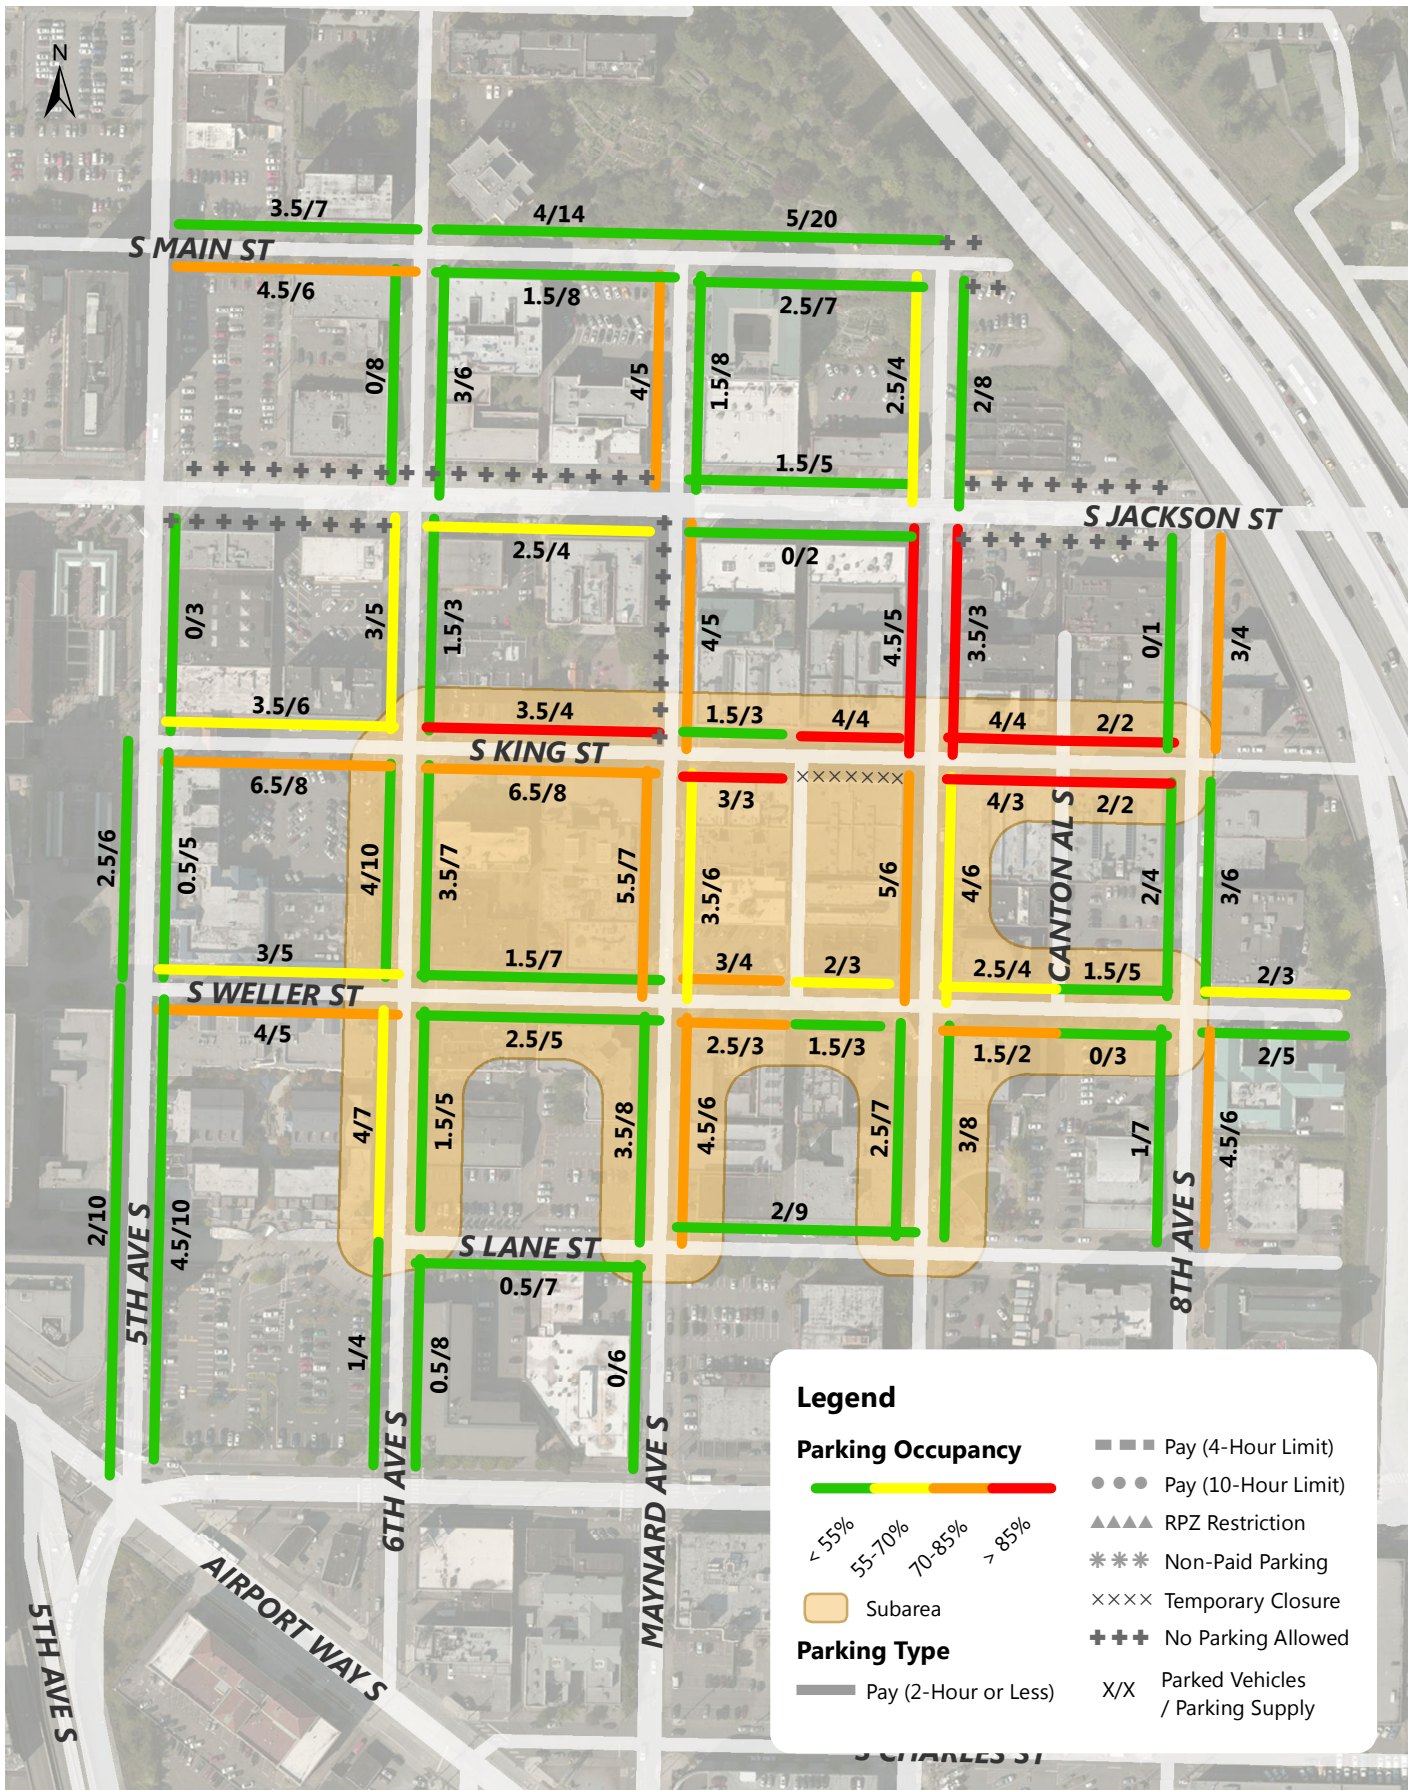 N
3.5/7
4/14
5/20
S MAIN ST
4.5/6
1.5/8
2.5/7
0/8
3/6
4/5
1.5/8
2.5/4
2/8
1.5/5
S JACKSON ST
2.5/4
0/2
0/3
3/5
1.5/3
4/5
4.5/5
3.5/3
0/1
3/4
3.5/6
3.5/4
1.5/3
4/4
4/4
2/2
S KING ST
6.5/8
6.5/8
3/3
4/3
2/2
2.5/6
0.5/5
4/10
3.5/7
5.5/7
3.5/6
5/6
4/6
CANTON AL S
2/4
3/6
3/5
1.5/7
3/4
2/3
2.5/4
1.5/5
2/3
S WELLER ST
4/5
2.5/5
2.5/3
1.5/3
1.5/2
0/3
2/5
4/7
1.5/5
3.5/8
4.5/6
2.5/7
3/8
1/7
4.5/6
2/10
5TH AVE S
4.5/10
2/9
8TH AVE S
S LANE ST
0.5/7
1/4
0.5/8
0/6
6TH AVE S
MAYNARD AVE S
AIRPORT WAY S
5TH AVE S
Legend
Parking Occupancy
< 55%
55-70%
70-85%
> 85%
Subarea
Parking Type
Pay (2-Hour or Less)
Pay (4-Hour Limit)
Pay (10-Hour Limit)
RPZ Restriction
Non-Paid Parking
Temporary Closure
No Parking Allowed
X/X
Parked Vehicles
/ Parking Supply
S CHARLES ST